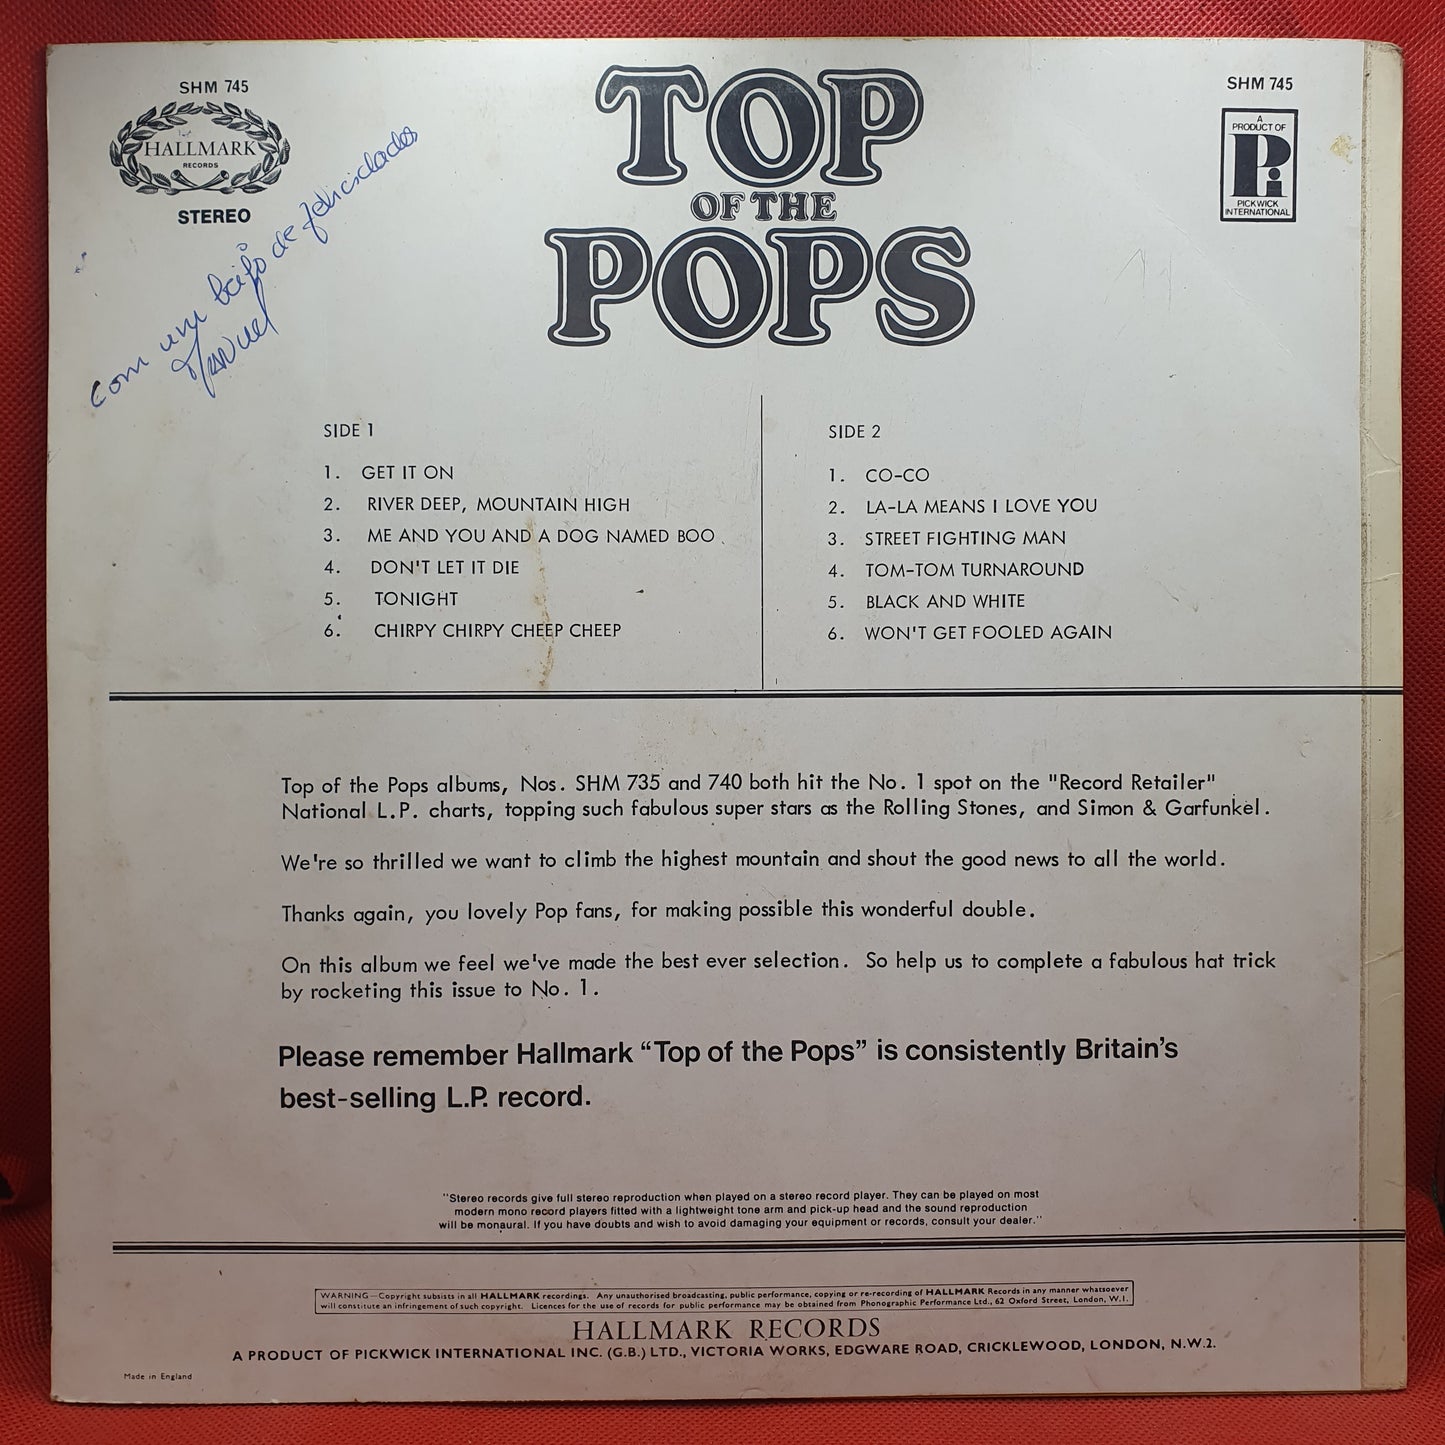 SHM 745
HALLMARK
RECORDS
STEREO
com um beijo de felicidades
Manuel
TOP
OF THE
POPS
SHM 745
A
PRODUCT OF
Pi
PICKWICK
INTERNATIONAL
SIDE 1
1. GET IT ON
2. RIVER DEEP, MOUNTAIN HIGH
3. ME AND YOU AND A DOG NAMED BOO
4. DON'T LET IT DIE
5. TONIGHT
6. CHIRPY CHIRPY CHEEP CHEEP
SIDE 2
1. CO-CO
2. LA-LA MEANS I LOVE YOU
3. STREET FIGHTING MAN
4. TOM-TOM TURNAROUND
5. BLACK AND WHITE
6. WON'T GET FOOLED AGAIN
Top of the Pops albums, Nos. SHM 735 and 740 both hit the No. 1 spot on the "Record Retailer"
National L.P. charts, topping such fabulous super stars as the Rolling Stones, and Simon & Garfunkel.
We're so thrilled we want to climb the highest mountain and shout the good news to all the world.
Thanks again, you lovely Pop fans, for making possible this wonderful double.
On this album we feel we've made the best ever selection. So help us to complete a fabulous hat trick
by rocketing this issue to No. 1.
Please remember Hallmark “Top of the Pops” is consistently Britain’s
best-selling L.P. record.
"Stereo records give full stereo reproduction when played on a stereo record player. They can be played on most
modern mono record players fitted with a lightweight tone arm and pick-up head and the sound reproduction
will be monaural. If you have doubts and wish to avoid damaging your equipment or records, consult your dealer."
WARNING—Copyright subsists in all HALLMARK recordings. Any unauthorised broadcasting, public performance, copying or re-recording of HALLMARK Records in any manner whatsoever
will constitute an infringement of such copyright. Licences for the use of records for public performance may be obtained from Phonographic Performance Ltd., 62 Oxford Street, London, W.1.
HALLMARK RECORDS
A PRODUCT OF PICKWICK INTERNATIONAL INC. (G.B.) LTD., VICTORIA WORKS, EDGWARE ROAD, CRICKLEWOOD, LONDON, N.W.2.
Made in England